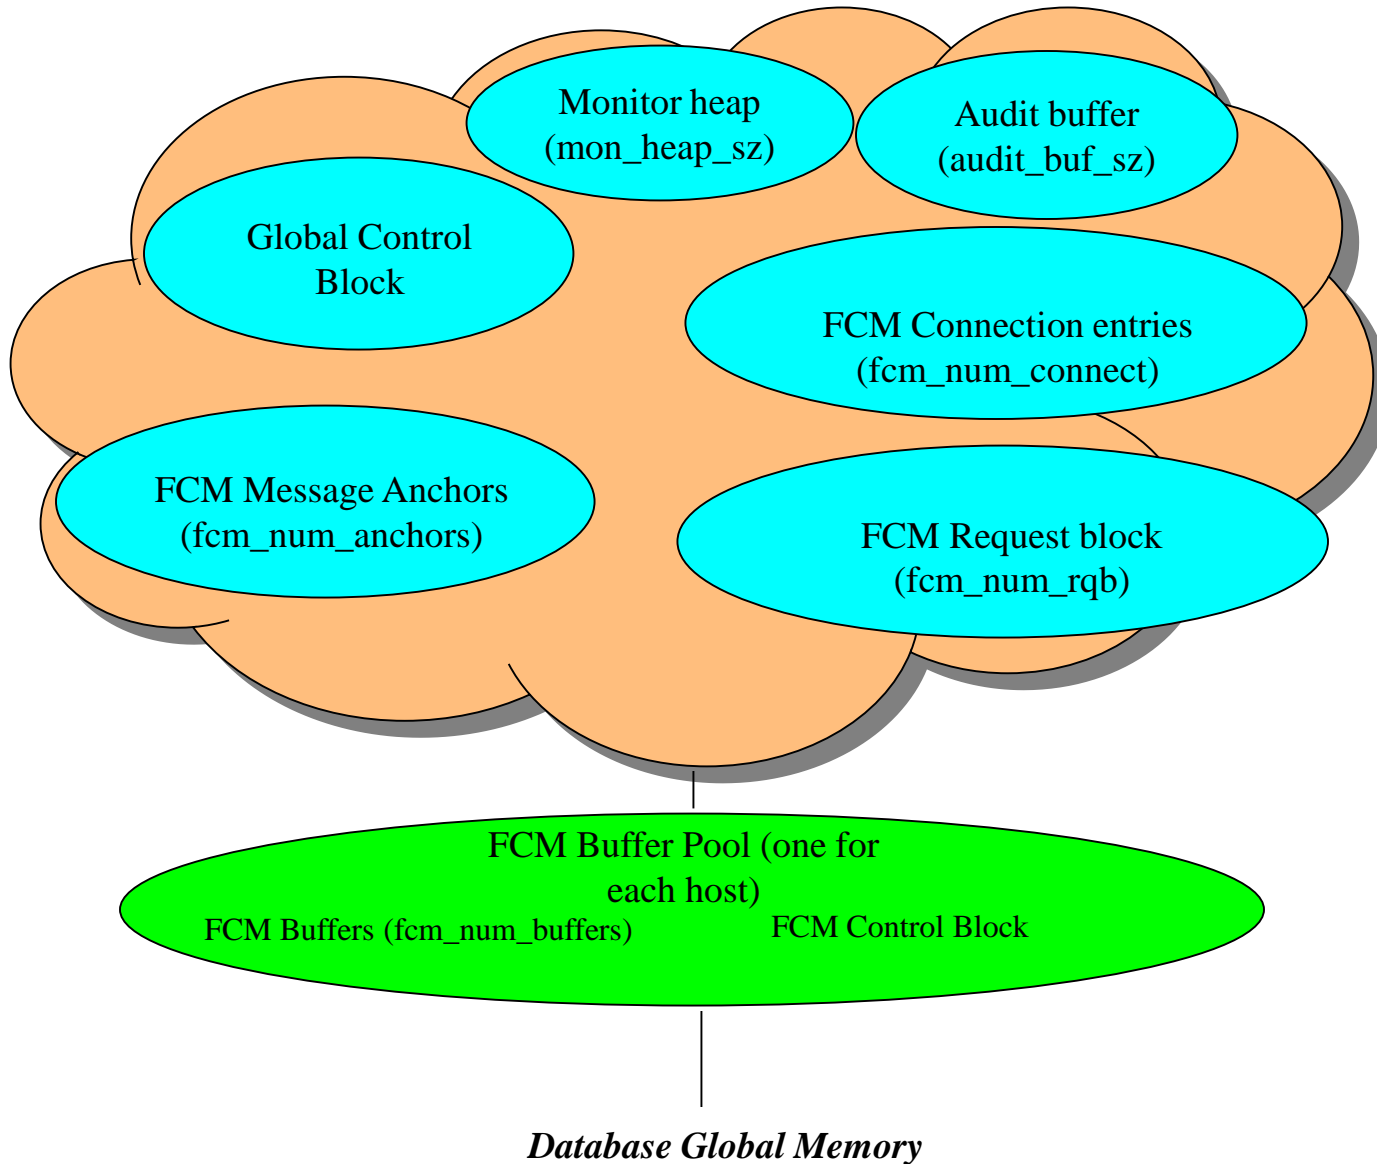 Monitor heap
(mon_heap_sz)
Audit buffer
(audit_buf_sz)
Global Control
Block
FCM Connection entries
(fcm_num_connect)
FCM Message Anchors
(fcm_num_anchors)
FCM Request block
(fcm_num_rqb)
FCM Buffer Pool (one for
each host)
FCM Buffers (fcm_num_buffers)
FCM Control Block
Database Global Memory